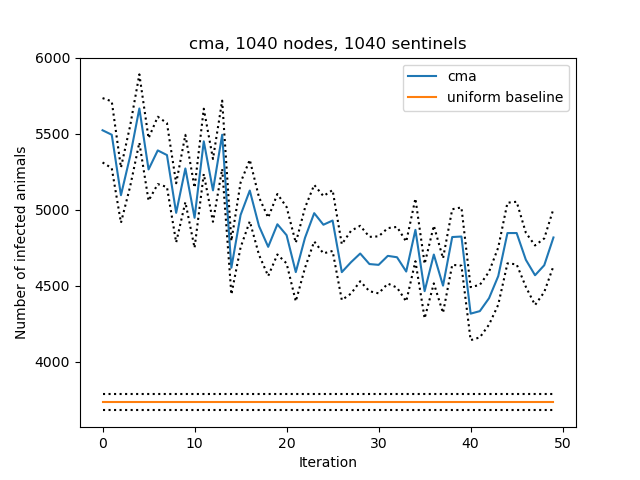 cma, 1040 nodes, 1040 sentinels
cma
uniform baseline
Number of infected animals
6000
5500
5000
4500
4000
0 10 20 30 40 50
Iteration